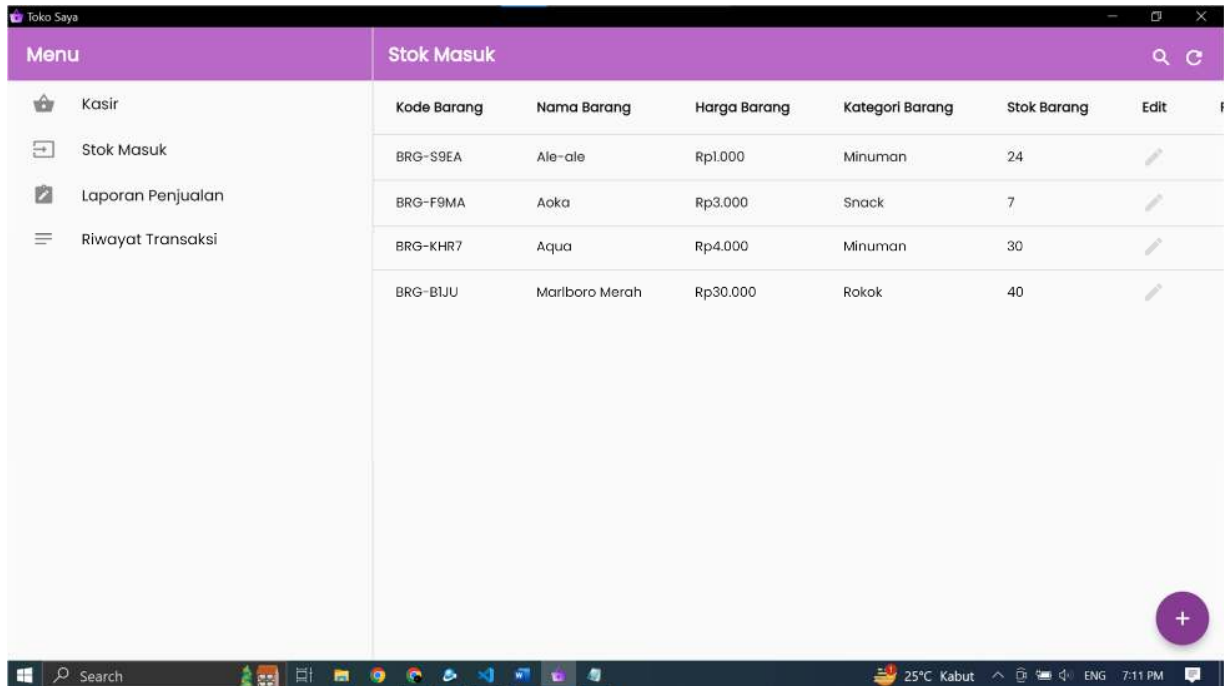 Toko Saya
Menu
Stok Masuk
Kasir
Stok Masuk
Laporan Penjualan
Riwayat Transaksi
Kode Barang Nama Barang Harga Barang Kategori Barang Stok Barang Edit
BRG-S9EA Ale-ale Rp1.000 Minuman 24
BRG-F9MA Aoka Rp3.000 Snack 7
BRG-KHR7 Aqua Rp4.000 Minuman 30
BRG-B1JU Marlboro Merah Rp30.000 Rokok 40
+
Search 25°C Kabut ENG 7:11 PM